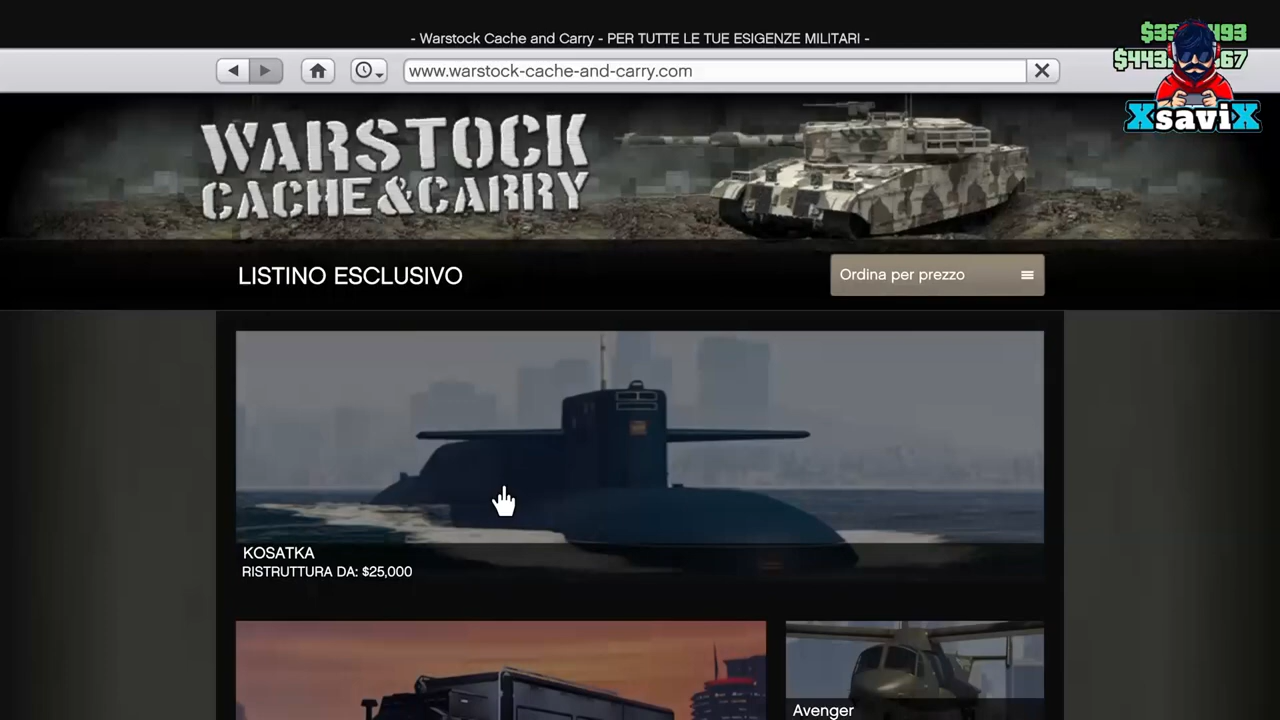 - Warstock Cache and Carry - PER TUTTE LE TUE ESIGENZE MILITARI -
www.warstock-cache-and-carry.com
XsaviX
WARSTOCK
CACHE&CARRY
LISTINO ESCLUSIVO
Ordina per prezzo
KOSATKA
RISTRUTTURA DA: $25,000
Avenger